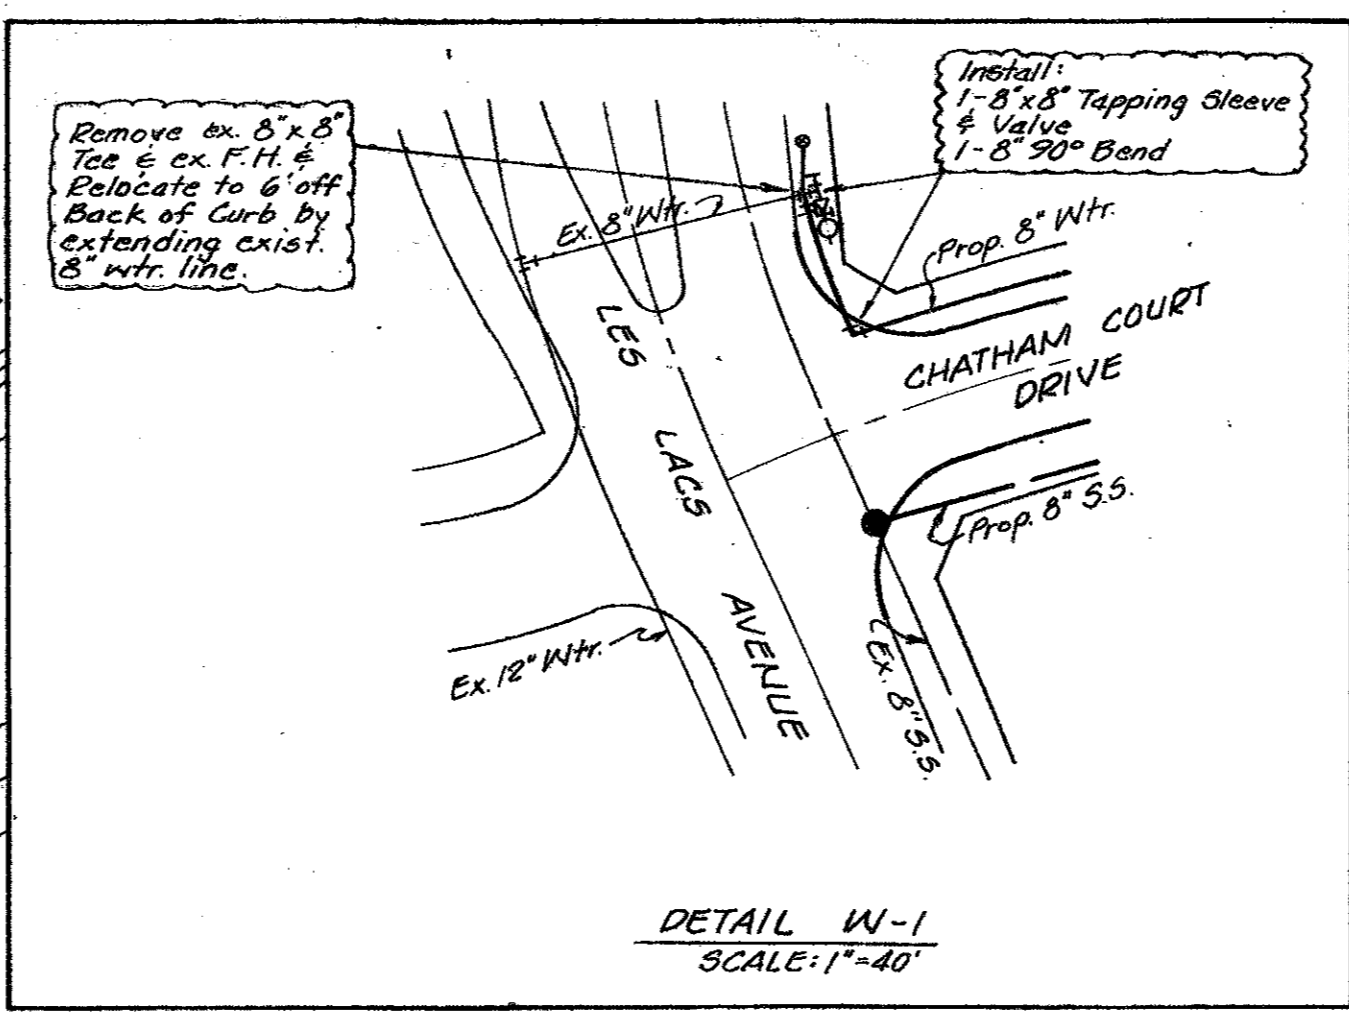 Remove ex. 8"x 8"
Tee & ex. F.H. &
Relocate to 6' off
Back of Curb by
extending exist.
8" wtr. line.
Install:
1-8"x8" Tapping Sleeve
& Valve
1-8" 90° Bend
Ex. 8" Wtr.
Prop. 8" Wtr.
LES
LACS
AVENUE
CHATHAM COURT
DRIVE
Prop. 8" S.S.
Ex. 12" Wtr.
Ex. 8" S.S.
DETAIL W-1
SCALE: 1"=40'